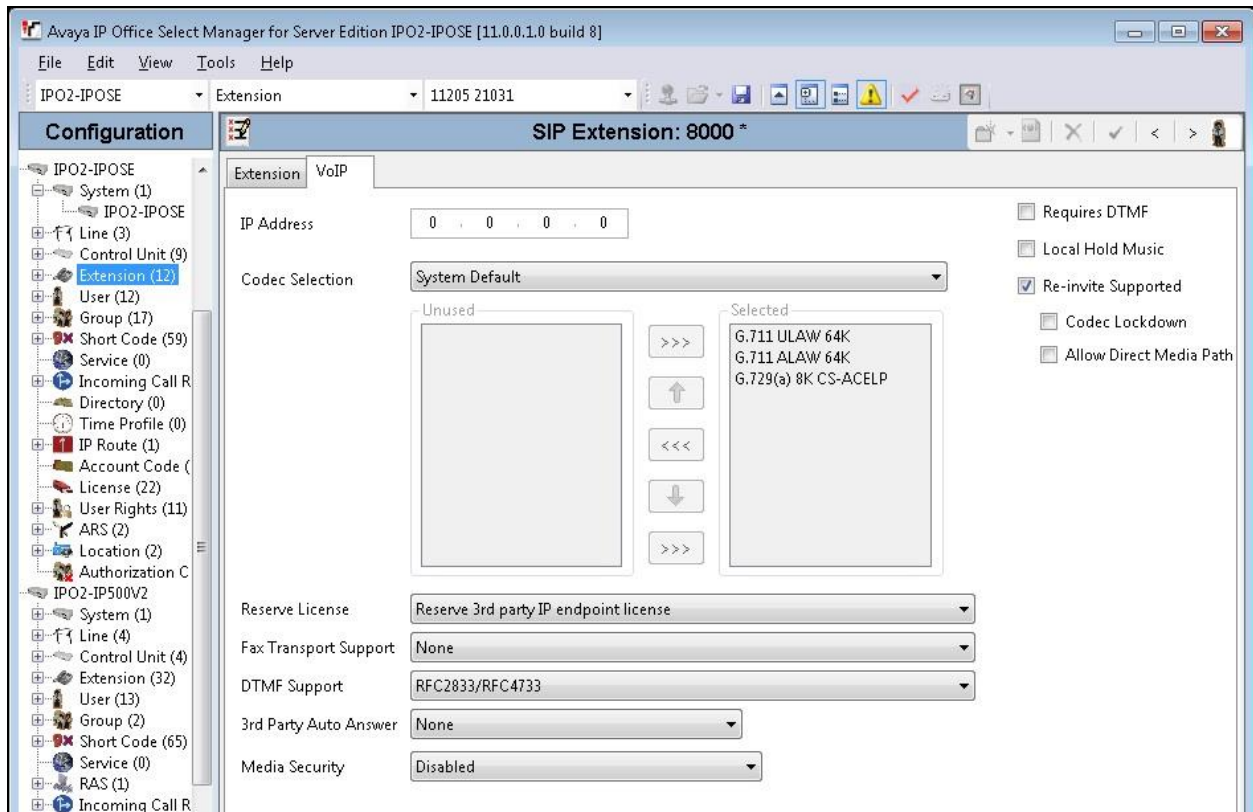 Avaya IP Office Select Manager for Server Edition IPO2-IPOSE [11.0.0.1.0 build 8]
File Edit View Tools Help
IPO2-IPOSE Extension 11205 21031
Configuration
IPO2-IPOSE
System (1)
IPO2-IPOSE
Line (3)
Control Unit (9)
Extension (12)
User (12)
Group (17)
Short Code (59)
Service (0)
Incoming Call R
Directory (0)
Time Profile (0)
IP Route (1)
Account Code (
License (22)
User Rights (11)
ARS (2)
Location (2)
Authorization C
IPO2-IP500V2
System (1)
Line (4)
Control Unit (4)
Extension (32)
User (13)
Group (2)
Short Code (65)
Service (0)
RAS (1)
Incoming Call R
SIP Extension: 8000 *
< >
Extension VoIP
IP Address 0 . 0 . 0 . 0
Codec Selection System Default
Unused
>>>
<<<
>>>
Selected
G.711 ULAW 64K
G.711 ALAW 64K
G.729(a) 8K CS-ACELP
Reserve License Reserve 3rd party IP endpoint license
Fax Transport Support None
DTMF Support RFC2833/RFC4733
3rd Party Auto Answer None
Media Security Disabled
Requires DTMF
Local Hold Music
Re-invite Supported
Codec Lockdown
Allow Direct Media Path